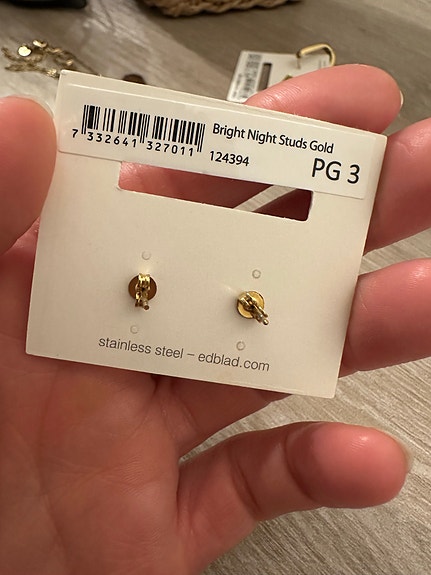 Bright Night Studs Gold
7 332641 327011
124394
PG 3
stainless steel – edblad.com